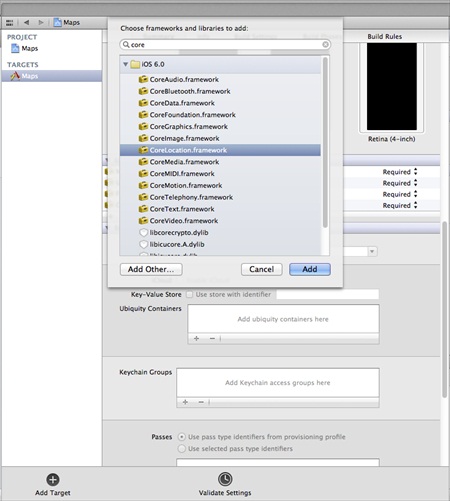 Maps
Choose frameworks and libraries to add:
core
Build Rules
PROJECT
Maps
TARGETS
Maps
iOS 6.0
CoreAudio.framework
CoreBluetooth.framework
CoreData.framework
CoreFoundation.framework
CoreGraphics.framework
CoreImage.framework
CoreLocation.framework
CoreMedia.framework
CoreMIDI.framework
CoreMotion.framework
CoreTelephony.framework
CoreText.framework
CoreVideo.framework
libcorecrypto.dylib
libicucore.A.dylib
Retina (4-inch)
Required
Required
Required
Required
Add Other...
Cancel
Add
Key-Value Store
Use store with identifier
Ubiquity Containers
Add ubiquity containers here
Keychain Groups
Add Keychain access groups here
Passes
Use pass type identifiers from provisioning profile
Use selected pass type identifiers
Add Target
Validate Settings